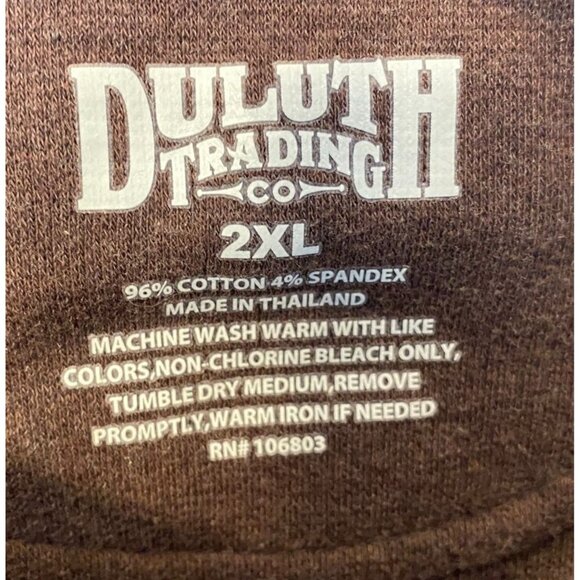 DULUTH
TRADING
CO
2XL
96% COTTON 4% SPANDEX
MADE IN THAILAND
MACHINE WASH WARM WITH LIKE
COLORS,NON-CHLORINE BLEACH ONLY,
TUMBLE DRY MEDIUM,REMOVE
PROMPTLY,WARM IRON IF NEEDED
RN# 106803